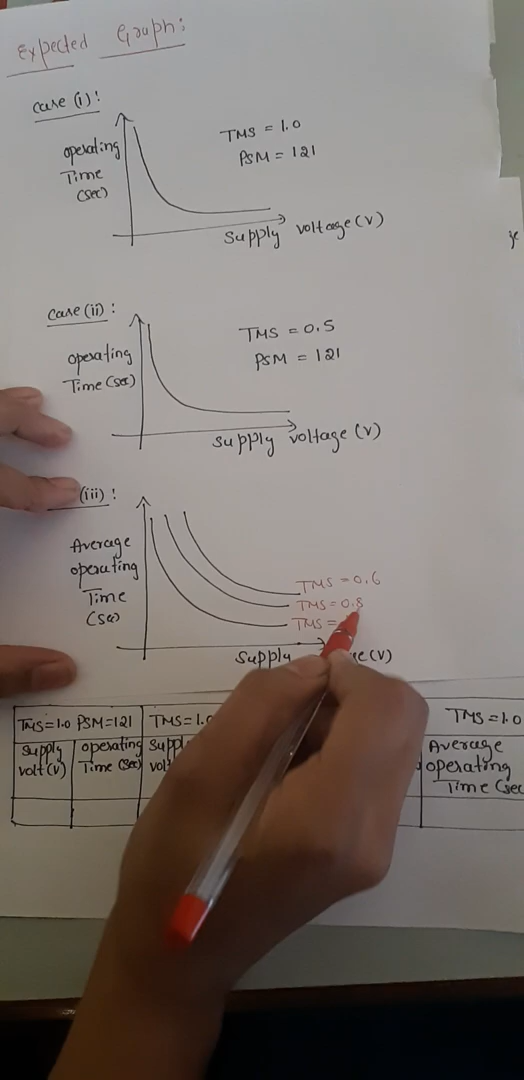 Expected Graph:
case (i):
operating
Time
(sec)
TMS = 1.0
PSM = 121
supply voltage (V)
case (ii):
operating
Time (sec)
TMS = 0.5
PSM = 121
supply voltage (V)
(iii):
Average
operating
Time
(sec)
TMS = 0.6
TMS = 0.8
TMS =
supply (V)
TMS=1.0 PSM=121 TMS=1.0 TMS=1.0
supply operating Average
volt (V) Time (sec) operating
Time (sec